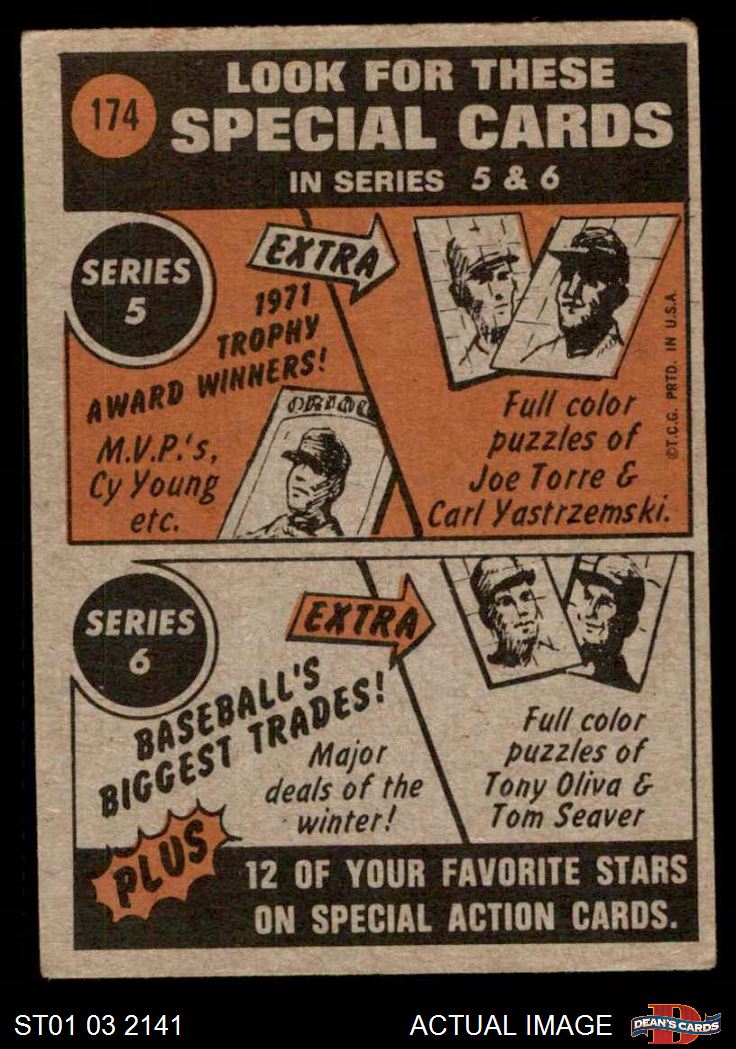 174
LOOK FOR THESE
SPECIAL CARDS
IN SERIES 5 & 6
SERIES
5
EXTRA
1971
TROPHY
AWARD WINNERS!
M.V.P.'s,
Cy Young
etc.
ORIOL
Full color
puzzles of
Joe Torre &
Carl Yastrzemski.
©T.C.G. PRTD. IN U.S.A.
SERIES
6
EXTRA
BASEBALL'S
BIGGEST TRADES!
Major
deals of the
winter!
Full color
puzzles of
Tony Oliva &
Tom Seaver
PLUS
12 OF YOUR FAVORITE STARS
ON SPECIAL ACTION CARDS.
ST01 03 2141
ACTUAL IMAGE
D
DEAN'S CARDS